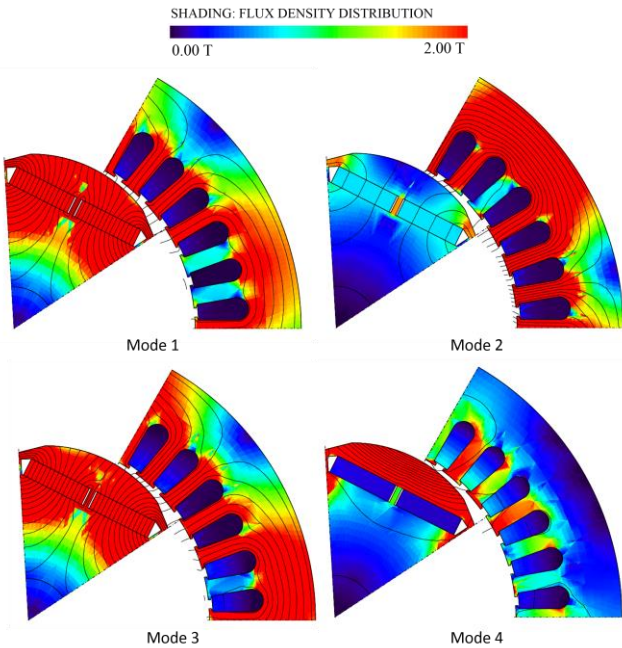 SHADING: FLUX DENSITY DISTRIBUTION
0.00 T 2.00 T
Mode 1 Mode 2
Mode 3 Mode 4